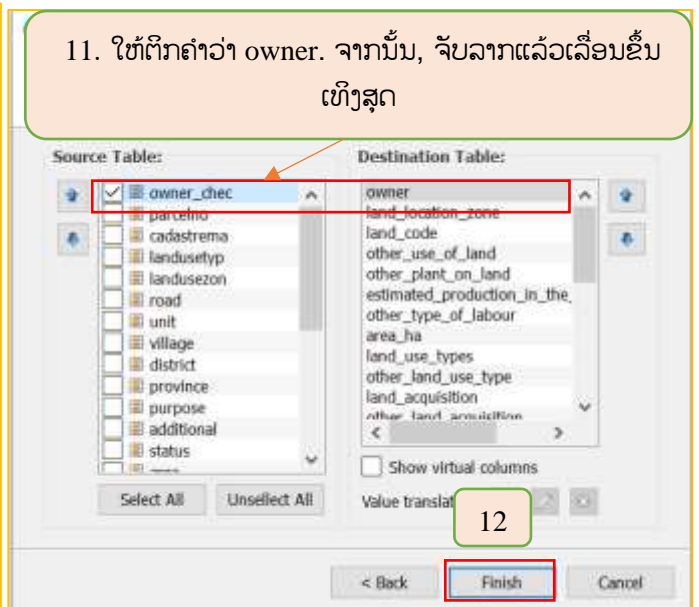 11. ໃຫ້ຕິກຄຳວ່າ owner. ຈາກນັ້ນ, ຈັບລາກແລ້ວເລື່ອນຂຶ້ນ
ເທິງສຸດ
Source Table:
owner_chec
parcelno
cadastrema
landusetyp
landusezon
road
unit
village
district
province
purpose
additional
status
Select All
Unselect All
Destination Table:
owner
land_location_zone
land_code
other_use_of_land
other_plant_on_land
estimated_production_in_the_
other_type_of_labour
area_ha
land_use_types
other_land_use_type
land_acquisition
other_land_acquisition
Show virtual columns
Value translat
12
< Back
Finish
Cancel